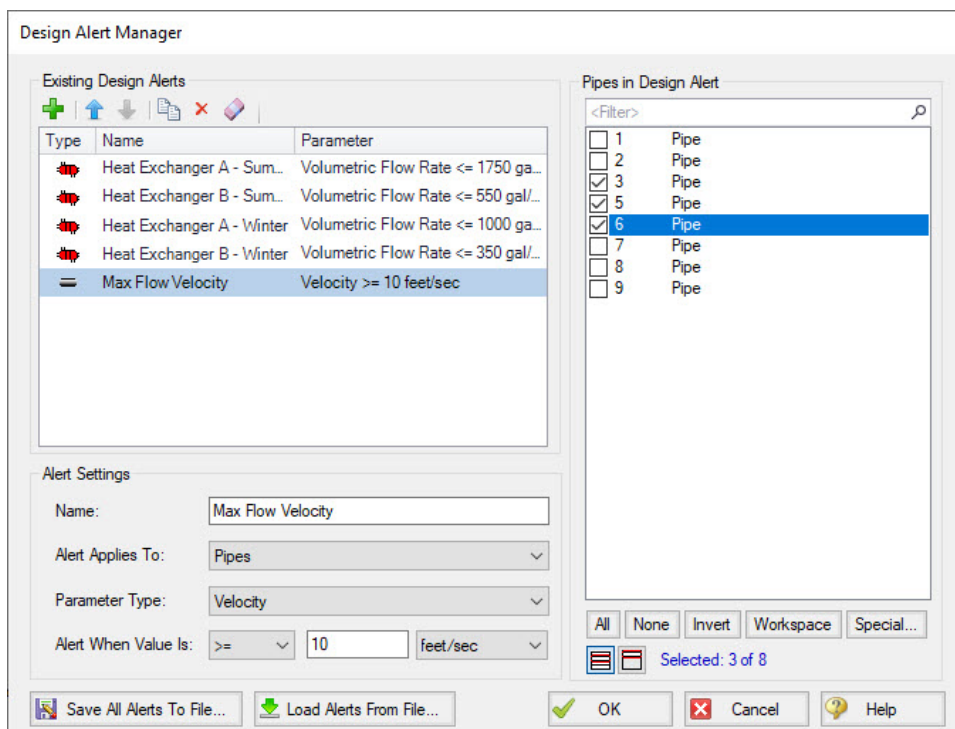 Design Alert Manager
Existing Design Alerts
Type Name Parameter
Heat Exchanger A - Sum... Volumetric Flow Rate <= 1750 ga...
Heat Exchanger B - Sum... Volumetric Flow Rate <= 550 gal/...
Heat Exchanger A - Winter Volumetric Flow Rate <= 1000 ga...
Heat Exchanger B - Winter Volumetric Flow Rate <= 350 gal/...
Max Flow Velocity Velocity >= 10 feet/sec
Alert Settings
Name: Max Flow Velocity
Alert Applies To: Pipes
Parameter Type: Velocity
Alert When Value Is: >= 10 feet/sec
Pipes in Design Alert
<Filter>
1 Pipe
2 Pipe
3 Pipe
5 Pipe
6 Pipe
7 Pipe
8 Pipe
9 Pipe
All None Invert Workspace Special...
Selected: 3 of 8
Save All Alerts To File... Load Alerts From File... OK Cancel Help